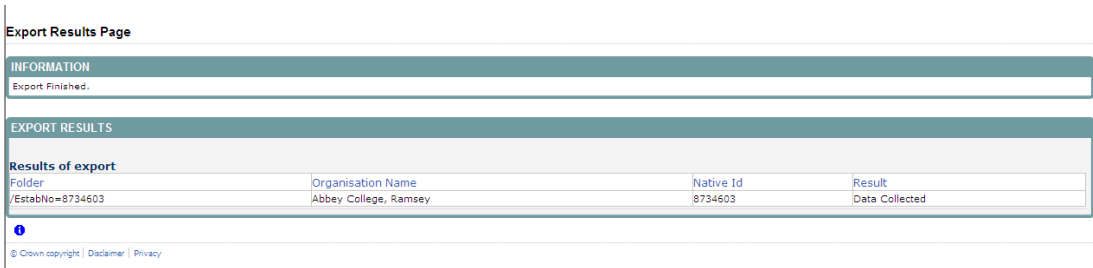 Export Results Page
INFORMATION
Export Finished.
EXPORT RESULTS
Results of export
Folder Organisation Name Native Id Result
/EstabNo=8734603 Abbey College, Ramsey 8734603 Data Collected
© Crown copyright | Disclaimer | Privacy